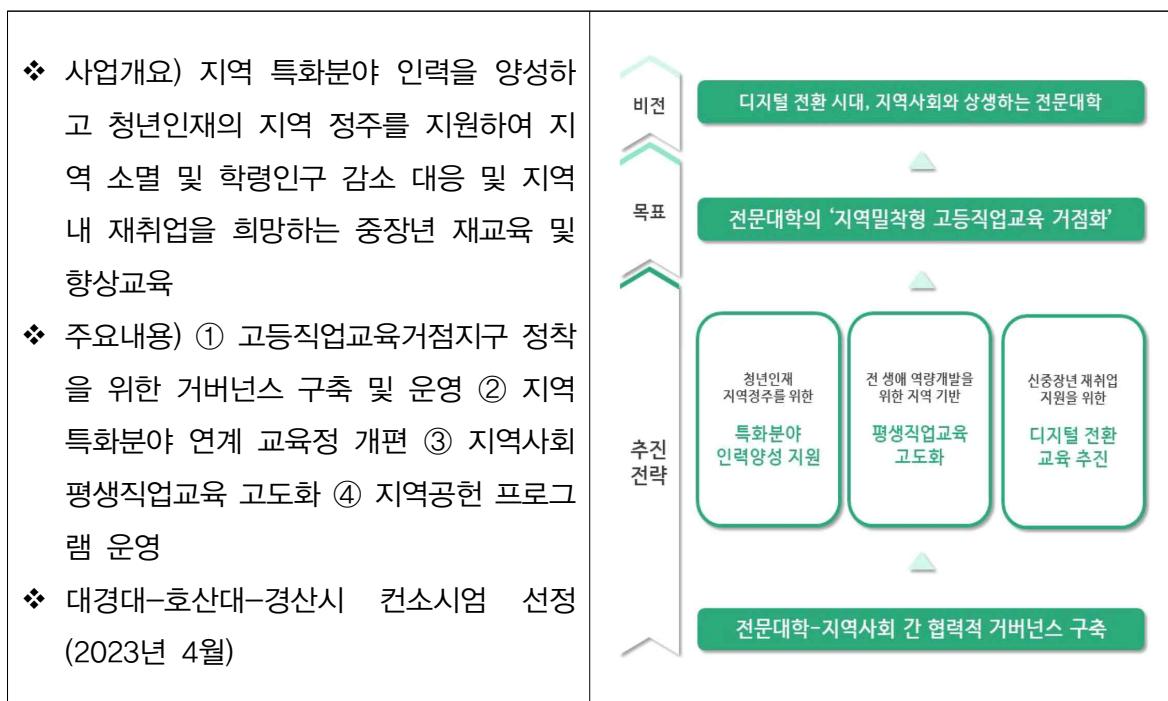 ❖ 사업개요) 지역 특화분야 인력을 양성하
고 청년인재의 지역 정주를 지원하여 지
역 소멸 및 학령인구 감소 대응 및 지역
내 재취업을 희망하는 중장년 재교육 및
향상교육
❖ 주요내용) ① 고등직업교육거점지구 정착
을 위한 거버넌스 구축 및 운영 ② 지역
특화분야 연계 교육정 개편 ③ 지역사회
평생직업교육 고도화 ④ 지역공헌 프로그
램 운영
❖ 대경대-호산대-경산시 컨소시엄 선정
(2023년 4월)
비전
디지털 전환 시대, 지역사회와 상생하는 전문대학
목표
전문대학의 ‘지역밀착형 고등직업교육 거점화’
추진
전략
청년인재
지역정주를 위한
특화분야
인력양성 지원
전 생애 역량개발을
위한 지역 기반
평생직업교육
고도화
신중장년 재취업
지원을 위한
디지털 전환
교육 추진
전문대학-지역사회 간 협력적 거버넌스 구축